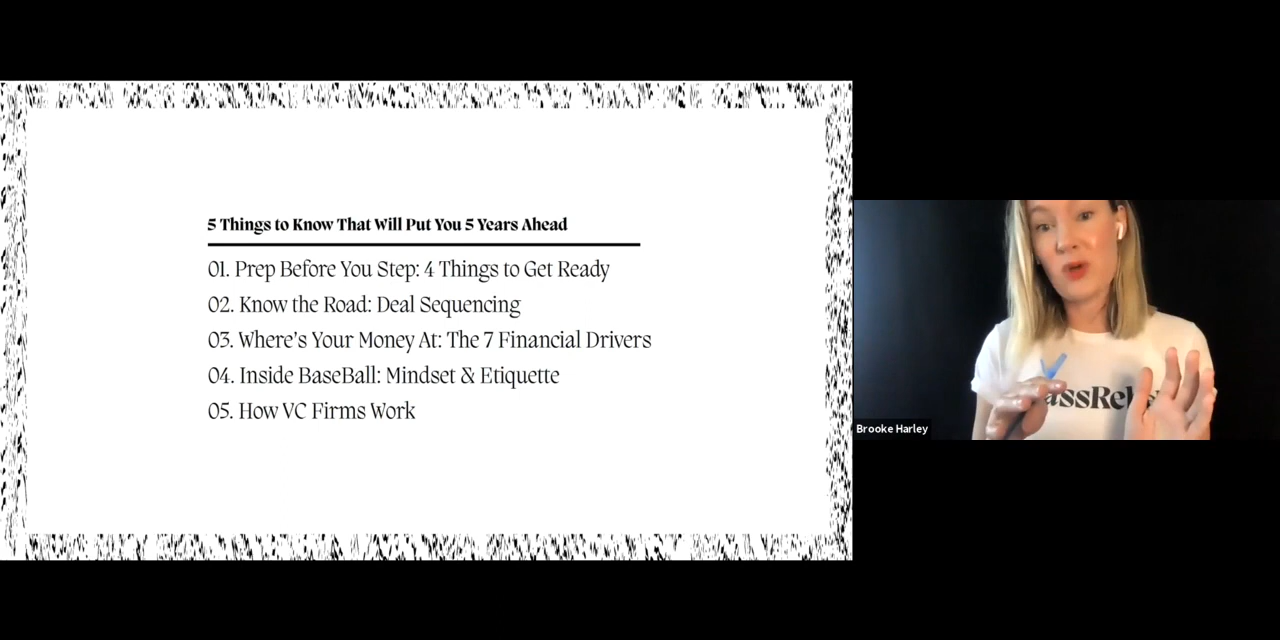 5 Things to Know That Will Put You 5 Years Ahead
01. Prep Before You Step: 4 Things to Get Ready
02. Know the Road: Deal Sequencing
03. Where's Your Money At: The 7 Financial Drivers
04. Inside BaseBall: Mindset & Etiquette
05. How VC Firms Work
Brooke Harley